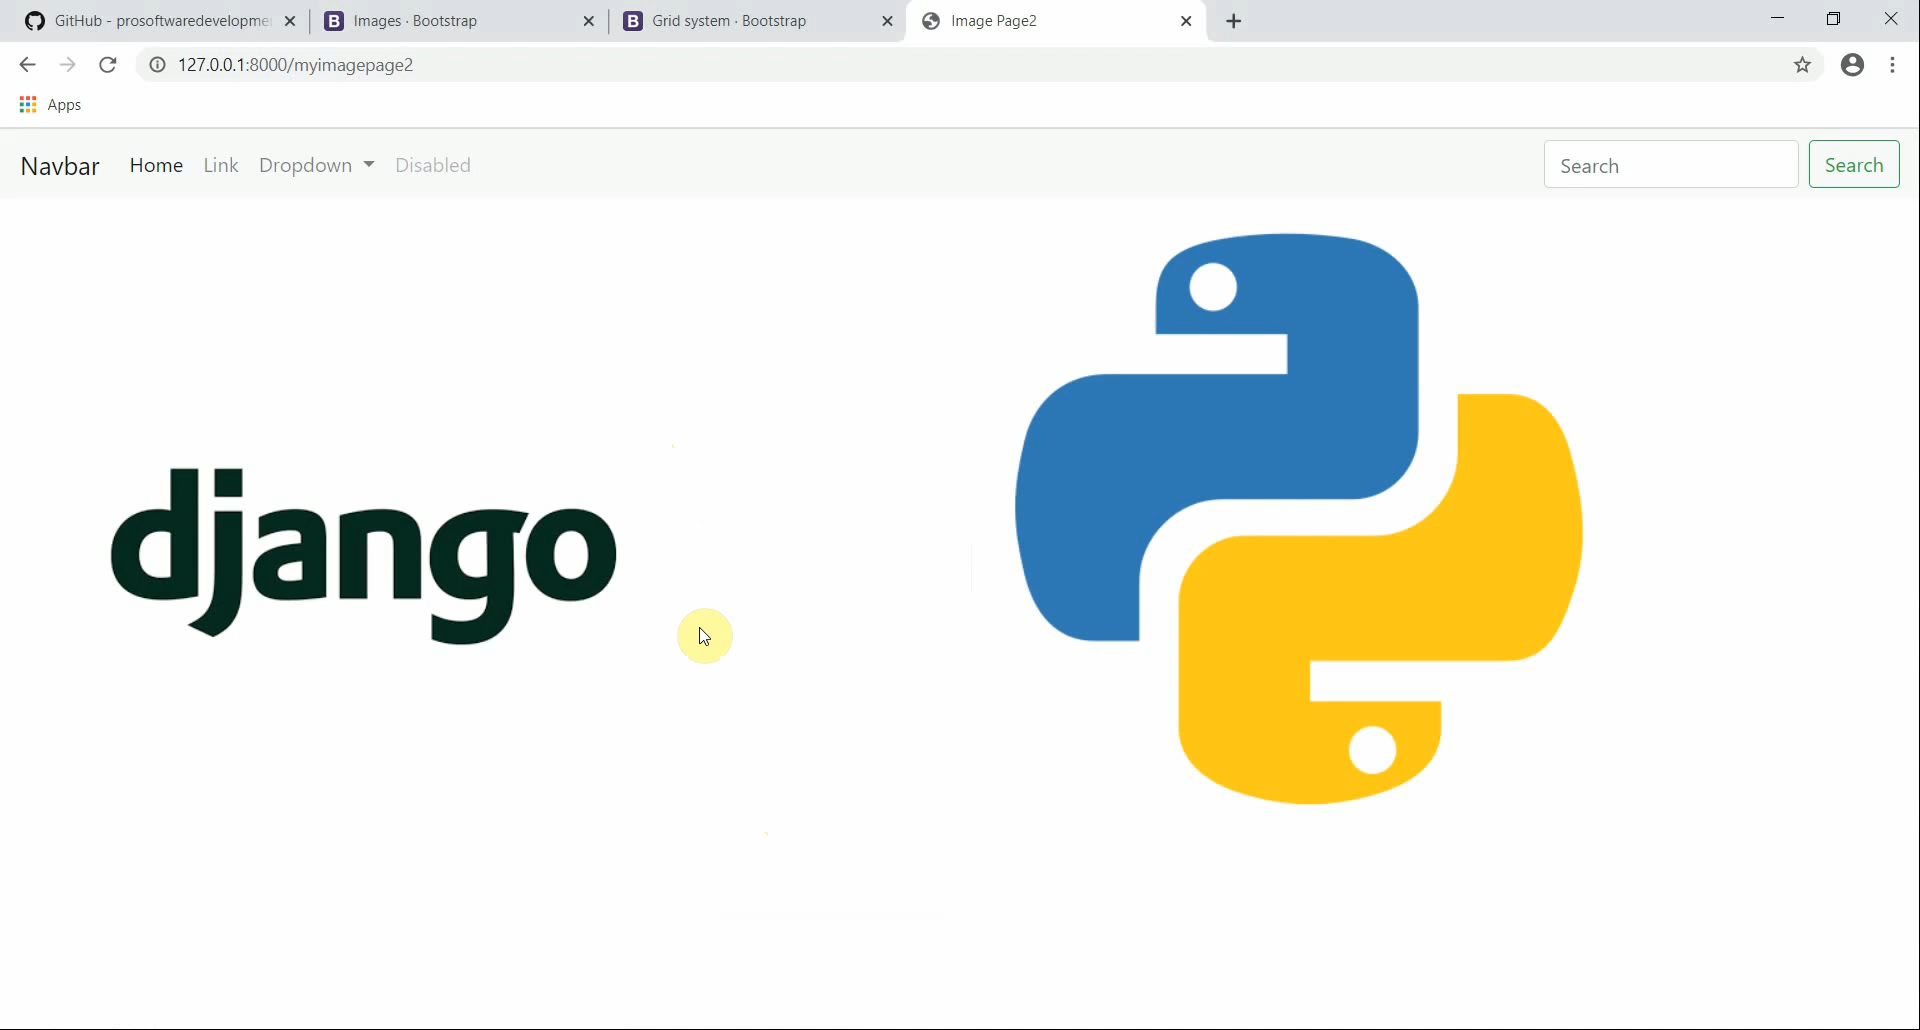 GitHub - prosoftwaredevelopme
Images · Bootstrap
Grid system · Bootstrap
Image Page2
127.0.0.1:8000/myimagepage2
Apps
Navbar Home Link Dropdown Disabled Search Search
django